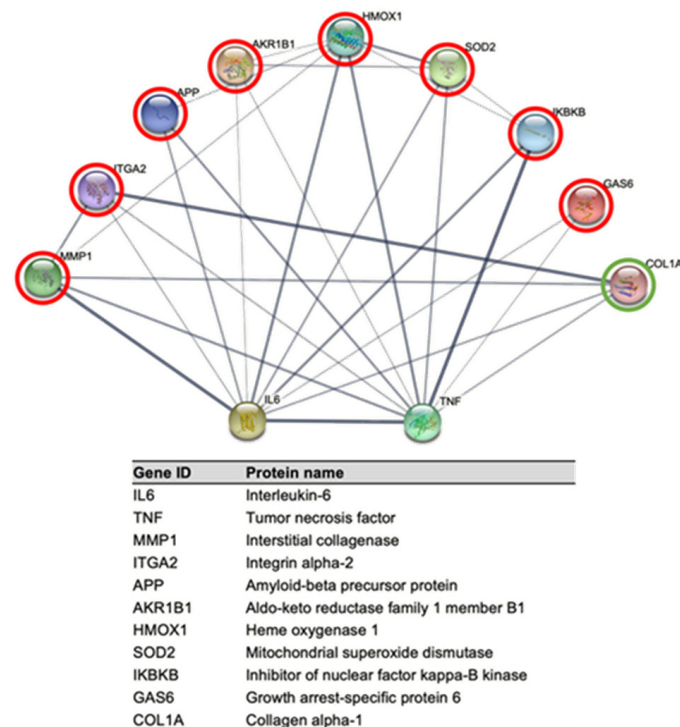 HMOX1
AKR1B1
SOD2
APP
IKBKB
ITGA2
GAS6
MMP1
COL1A
IL6
TNF
Gene ID Protein name
IL6 Interleukin-6
TNF Tumor necrosis factor
MMP1 Interstitial collagenase
ITGA2 Integrin alpha-2
APP Amyloid-beta precursor protein
AKR1B1 Aldo-keto reductase family 1 member B1
HMOX1 Heme oxygenase 1
SOD2 Mitochondrial superoxide dismutase
IKBKB Inhibitor of nuclear factor kappa-B kinase
GAS6 Growth arrest-specific protein 6
COL1A Collagen alpha-1